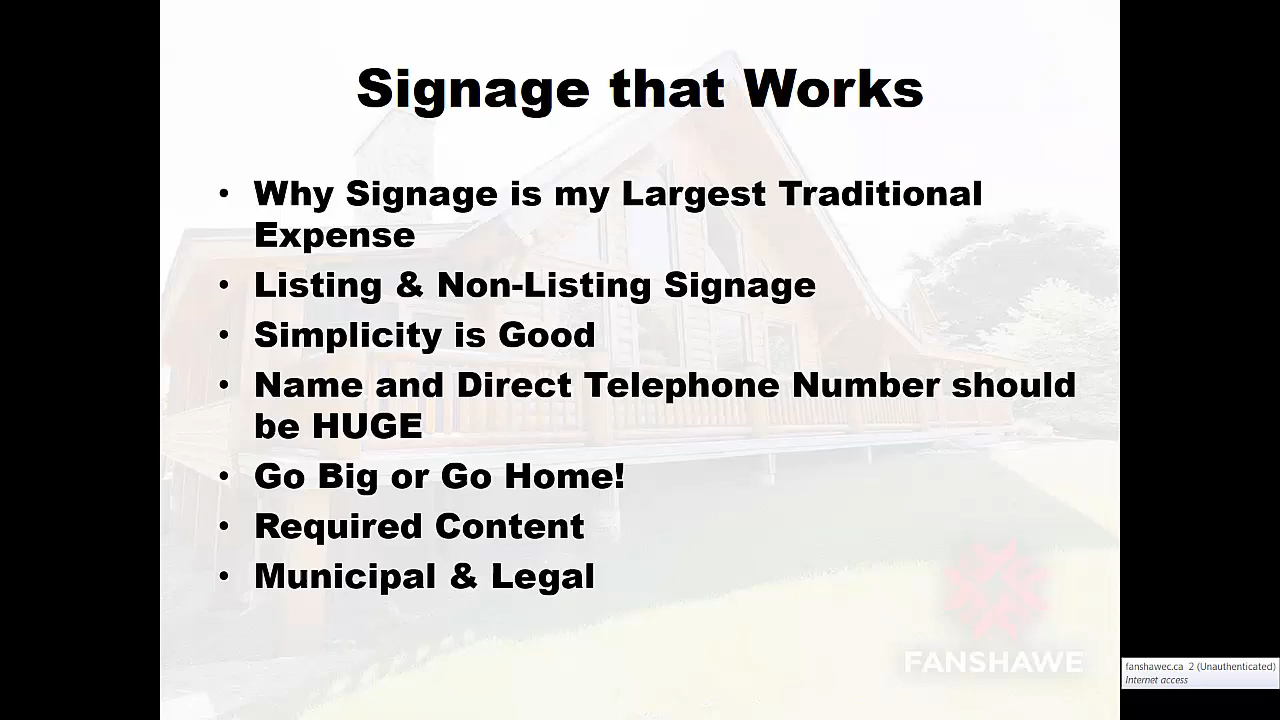 Signage that Works
• Why Signage is my Largest Traditional
Expense
• Listing & Non-Listing Signage
• Simplicity is Good
• Name and Direct Telephone Number should
be HUGE
• Go Big or Go Home!
• Required Content
• Municipal & Legal
FANSHAWE
fanshawec.ca 2 (Unauthenticated)
Internet access